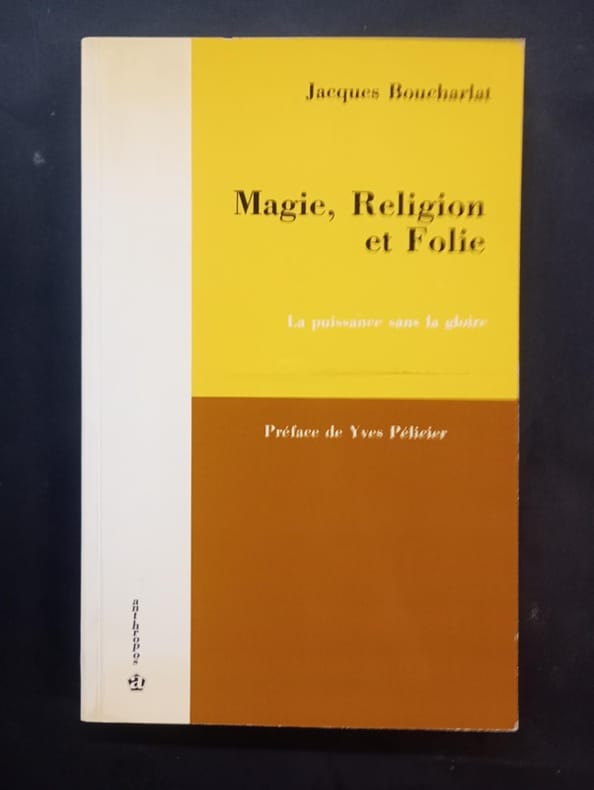 Jacques Boucharlat
Magie, Religion
et Folie
La puissance sans la gloire
Préface de Yves Pélicier
anthropos
a